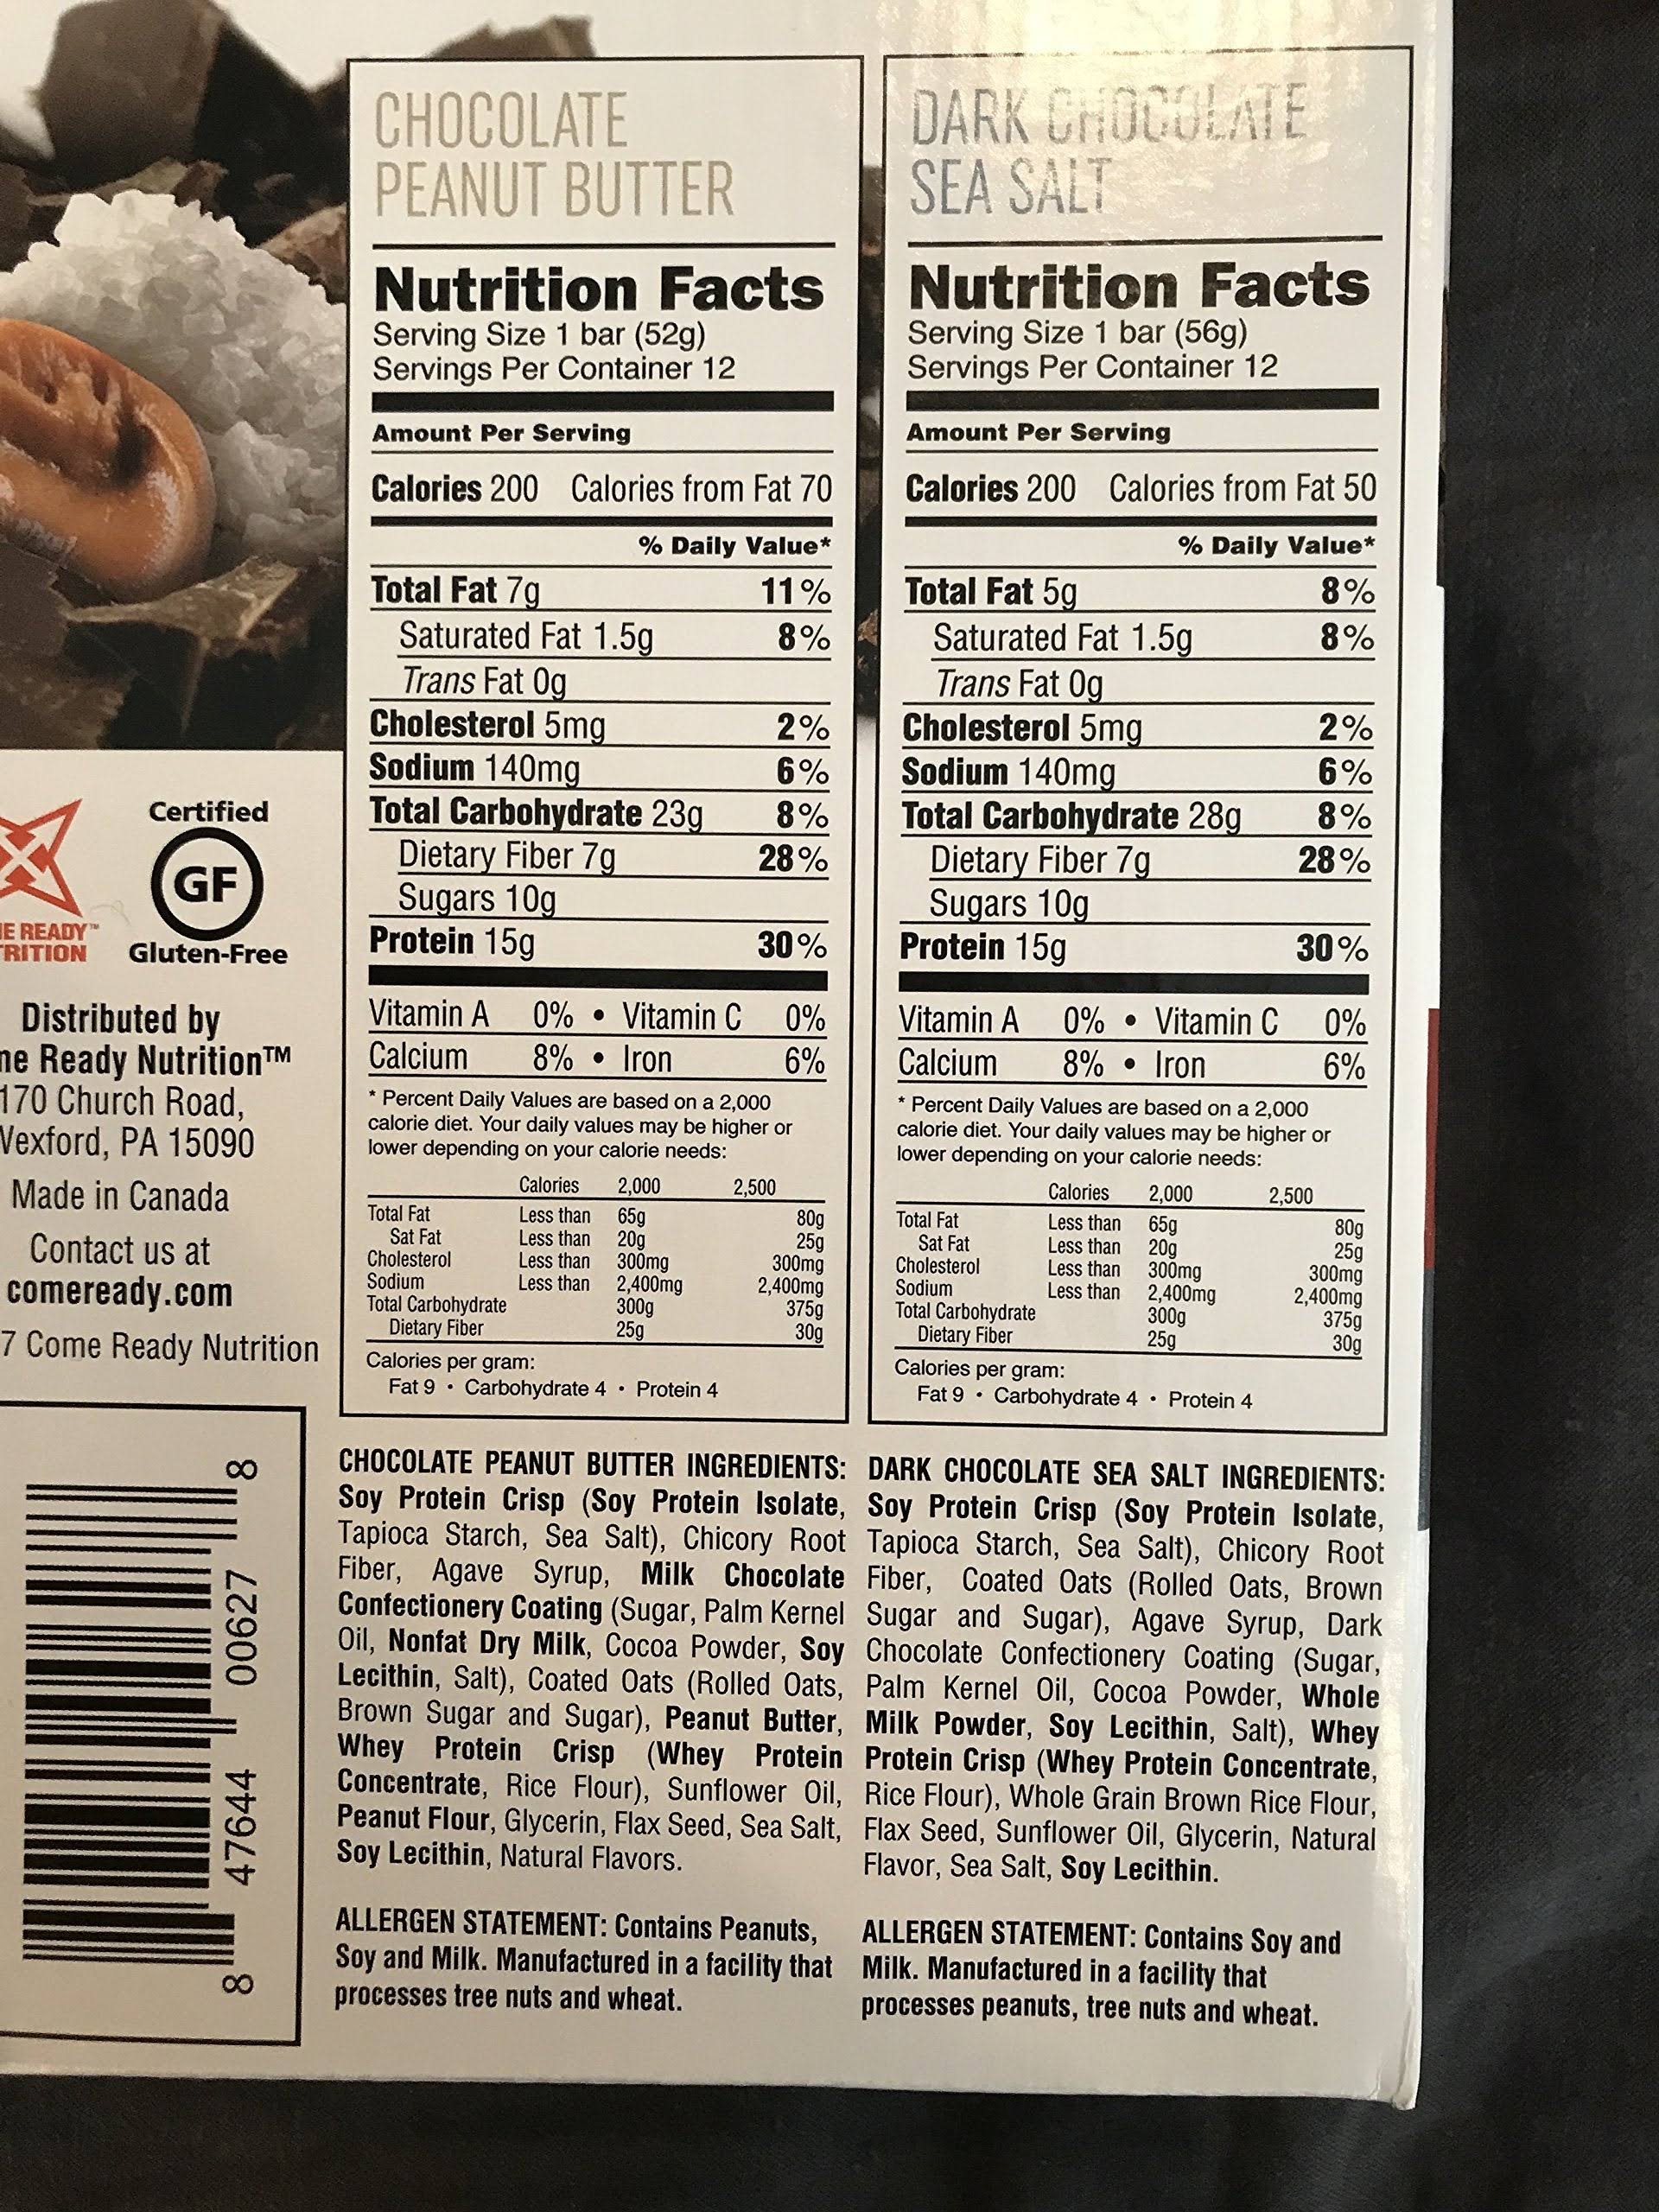 CHOCOLATE
PEANUT BUTTER
Nutrition Facts
Serving Size 1 bar (52g)
Servings Per Container 12
Amount Per Serving
Calories 200 Calories from Fat 70
% Daily Value*
Total Fat 7g 11%
Saturated Fat 1.5g 8%
Trans Fat 0g
Cholesterol 5mg 2%
Sodium 140mg 6%
Total Carbohydrate 23g 8%
Dietary Fiber 7g 28%
Sugars 10g
Protein 15g 30%
Vitamin A 0% • Vitamin C 0%
Calcium 8% • Iron 6%
* Percent Daily Values are based on a 2,000
calorie diet. Your daily values may be higher or
lower depending on your calorie needs:
Calories 2,000 2,500
Total Fat Less than 65g 80g
Sat Fat Less than 20g 25g
Cholesterol Less than 300mg 300mg
Sodium Less than 2,400mg 2,400mg
Total Carbohydrate 300g 375g
Dietary Fiber 25g 30g
Calories per gram:
Fat 9 • Carbohydrate 4 • Protein 4
CHOCOLATE PEANUT BUTTER INGREDIENTS:
Soy Protein Crisp (Soy Protein Isolate,
Tapioca Starch, Sea Salt), Chicory Root
Fiber, Agave Syrup, Milk Chocolate
Confectionery Coating (Sugar, Palm Kernel
Oil, Nonfat Dry Milk, Cocoa Powder, Soy
Lecithin, Salt), Coated Oats (Rolled Oats,
Brown Sugar and Sugar), Peanut Butter,
Whey Protein Crisp (Whey Protein
Concentrate, Rice Flour), Sunflower Oil,
Peanut Flour, Glycerin, Flax Seed, Sea Salt,
Soy Lecithin, Natural Flavors.
ALLERGEN STATEMENT: Contains Peanuts,
Soy and Milk. Manufactured in a facility that
processes tree nuts and wheat.
DARK CHOCOLATE
SEA SALT
Nutrition Facts
Serving Size 1 bar (56g)
Servings Per Container 12
Amount Per Serving
Calories 200 Calories from Fat 50
% Daily Value*
Total Fat 5g 8%
Saturated Fat 1.5g 8%
Trans Fat 0g
Cholesterol 5mg 2%
Sodium 140mg 6%
Total Carbohydrate 28g 8%
Dietary Fiber 7g 28%
Sugars 10g
Protein 15g 30%
Vitamin A 0% • Vitamin C 0%
Calcium 8% • Iron 6%
* Percent Daily Values are based on a 2,000
calorie diet. Your daily values may be higher or
lower depending on your calorie needs:
Calories 2,000 2,500
Total Fat Less than 65g 80g
Sat Fat Less than 20g 25g
Cholesterol Less than 300mg 300mg
Sodium Less than 2,400mg 2,400mg
Total Carbohydrate 300g 375g
Dietary Fiber 25g 30g
Calories per gram:
Fat 9 • Carbohydrate 4 • Protein 4
DARK CHOCOLATE SEA SALT INGREDIENTS:
Soy Protein Crisp (Soy Protein Isolate,
Tapioca Starch, Sea Salt), Chicory Root
Fiber, Coated Oats (Rolled Oats, Brown
Sugar and Sugar), Agave Syrup, Dark
Chocolate Confectionery Coating (Sugar,
Palm Kernel Oil, Cocoa Powder, Whole
Milk Powder, Soy Lecithin, Salt), Whey
Protein Crisp (Whey Protein Concentrate,
Rice Flour), Whole Grain Brown Rice Flour,
Flax Seed, Sunflower Oil, Glycerin, Natural
Flavor, Sea Salt, Soy Lecithin.
ALLERGEN STATEMENT: Contains Soy and
Milk. Manufactured in a facility that
processes peanuts, tree nuts and wheat.
E READY™
TRITION
Certified
GF
Gluten-Free
Distributed by
me Ready Nutrition™
170 Church Road,
Wexford, PA 15090
Made in Canada
Contact us at
comeready.com
7 Come Ready Nutrition
8 47644 00627 8